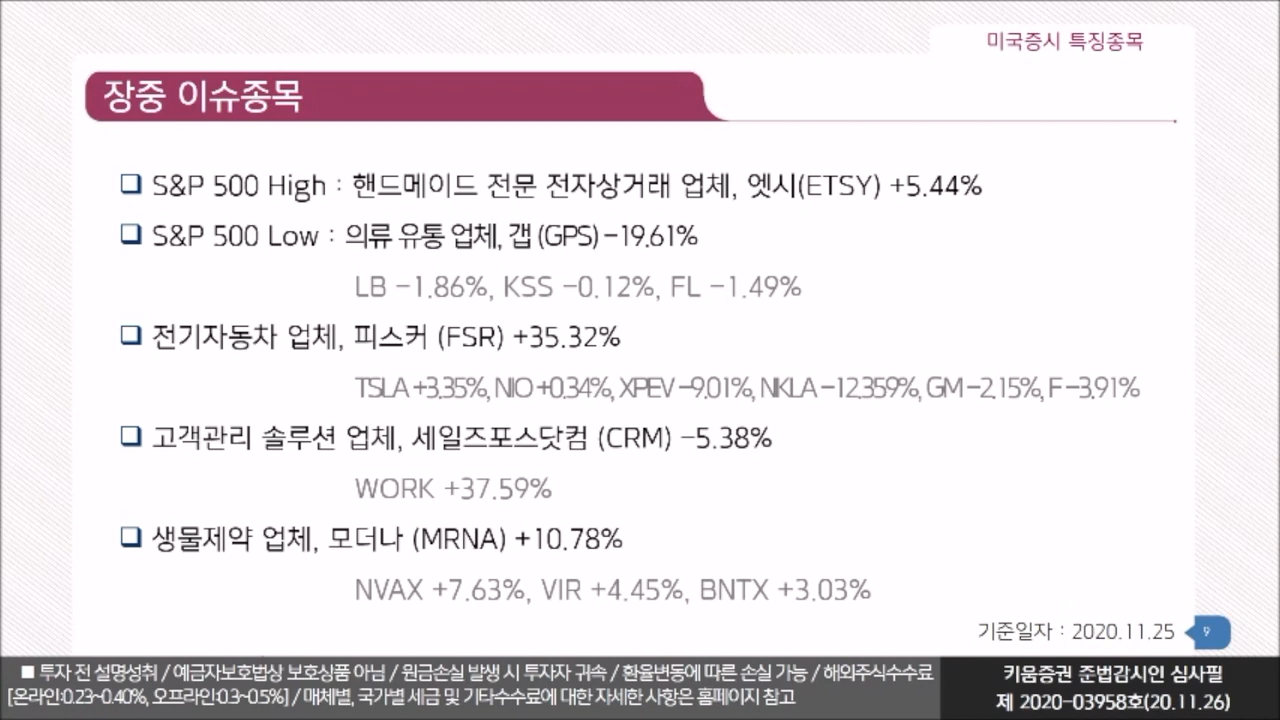 미국증시 특징종목
장중 이슈종목
❑ S&P 500 High : 핸드메이드 전문 전자상거래 업체, 엣시(ETSY) +5.44%
❑ S&P 500 Low : 의류 유통 업체, 갭 (GPS) -19.61%
LB -1.86%, KSS -0.12%, FL -1.49%
❑ 전기자동차 업체, 피스커 (FSR) +35.32%
TSLA +3.35%, NIO +0.34%, XPEV -9.01%, NKLA -12.359%, GM -2.15%, F -3.91%
❑ 고객관리 솔루션 업체, 세일즈포스닷컴 (CRM) -5.38%
WORK +37.59%
❑ 생물제약 업체, 모더나 (MRNA) +10.78%
NVAX +7.63%, VIR +4.45%, BNTX +3.03%
기준일자 : 2020.11.25
9
■ 투자 전 설명성취 / 예금자보호법상 보호상품 아님 / 원금손실 발생 시 투자자 귀속 / 환율변동에 따른 손실 가능 / 해외주식수수료
[온라인:0.23~0.40%, 오프라인:0.3~0.5%] / 매체별, 국가별 세금 및 기타수수료에 대한 자세한 사항은 홈페이지 참고
키움증권 준법감시인 심사필
제 2020-03958호(20.11.26)